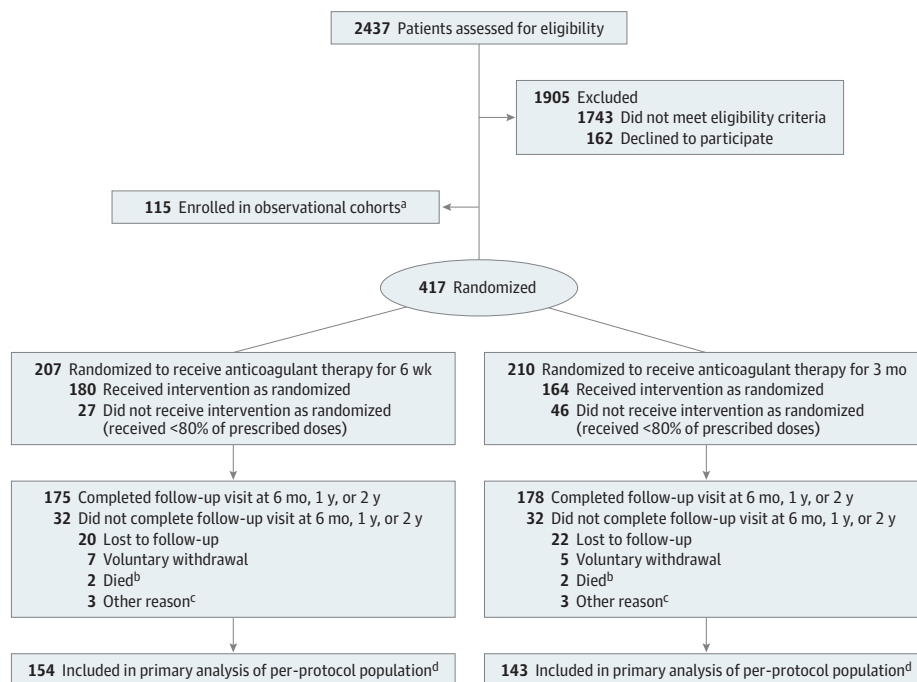 2437 Patients assessed for eligibility
1905 Excluded
1743 Did not meet eligibility criteria
162 Declined to participate
115 Enrolled in observational cohortsa
417 Randomized
207 Randomized to receive anticoagulant therapy for 6 wk
180 Received intervention as randomized
27 Did not receive intervention as randomized
(received <80% of prescribed doses)
210 Randomized to receive anticoagulant therapy for 3 mo
164 Received intervention as randomized
46 Did not receive intervention as randomized
(received <80% of prescribed doses)
175 Completed follow-up visit at 6 mo, 1 y, or 2 y
32 Did not complete follow-up visit at 6 mo, 1 y, or 2 y
20 Lost to follow-up
7 Voluntary withdrawal
2 Diedb
3 Other reasonc
178 Completed follow-up visit at 6 mo, 1 y, or 2 y
32 Did not complete follow-up visit at 6 mo, 1 y, or 2 y
22 Lost to follow-up
5 Voluntary withdrawal
2 Diedb
3 Other reasonc
154 Included in primary analysis of per-protocol populationd
143 Included in primary analysis of per-protocol populationd